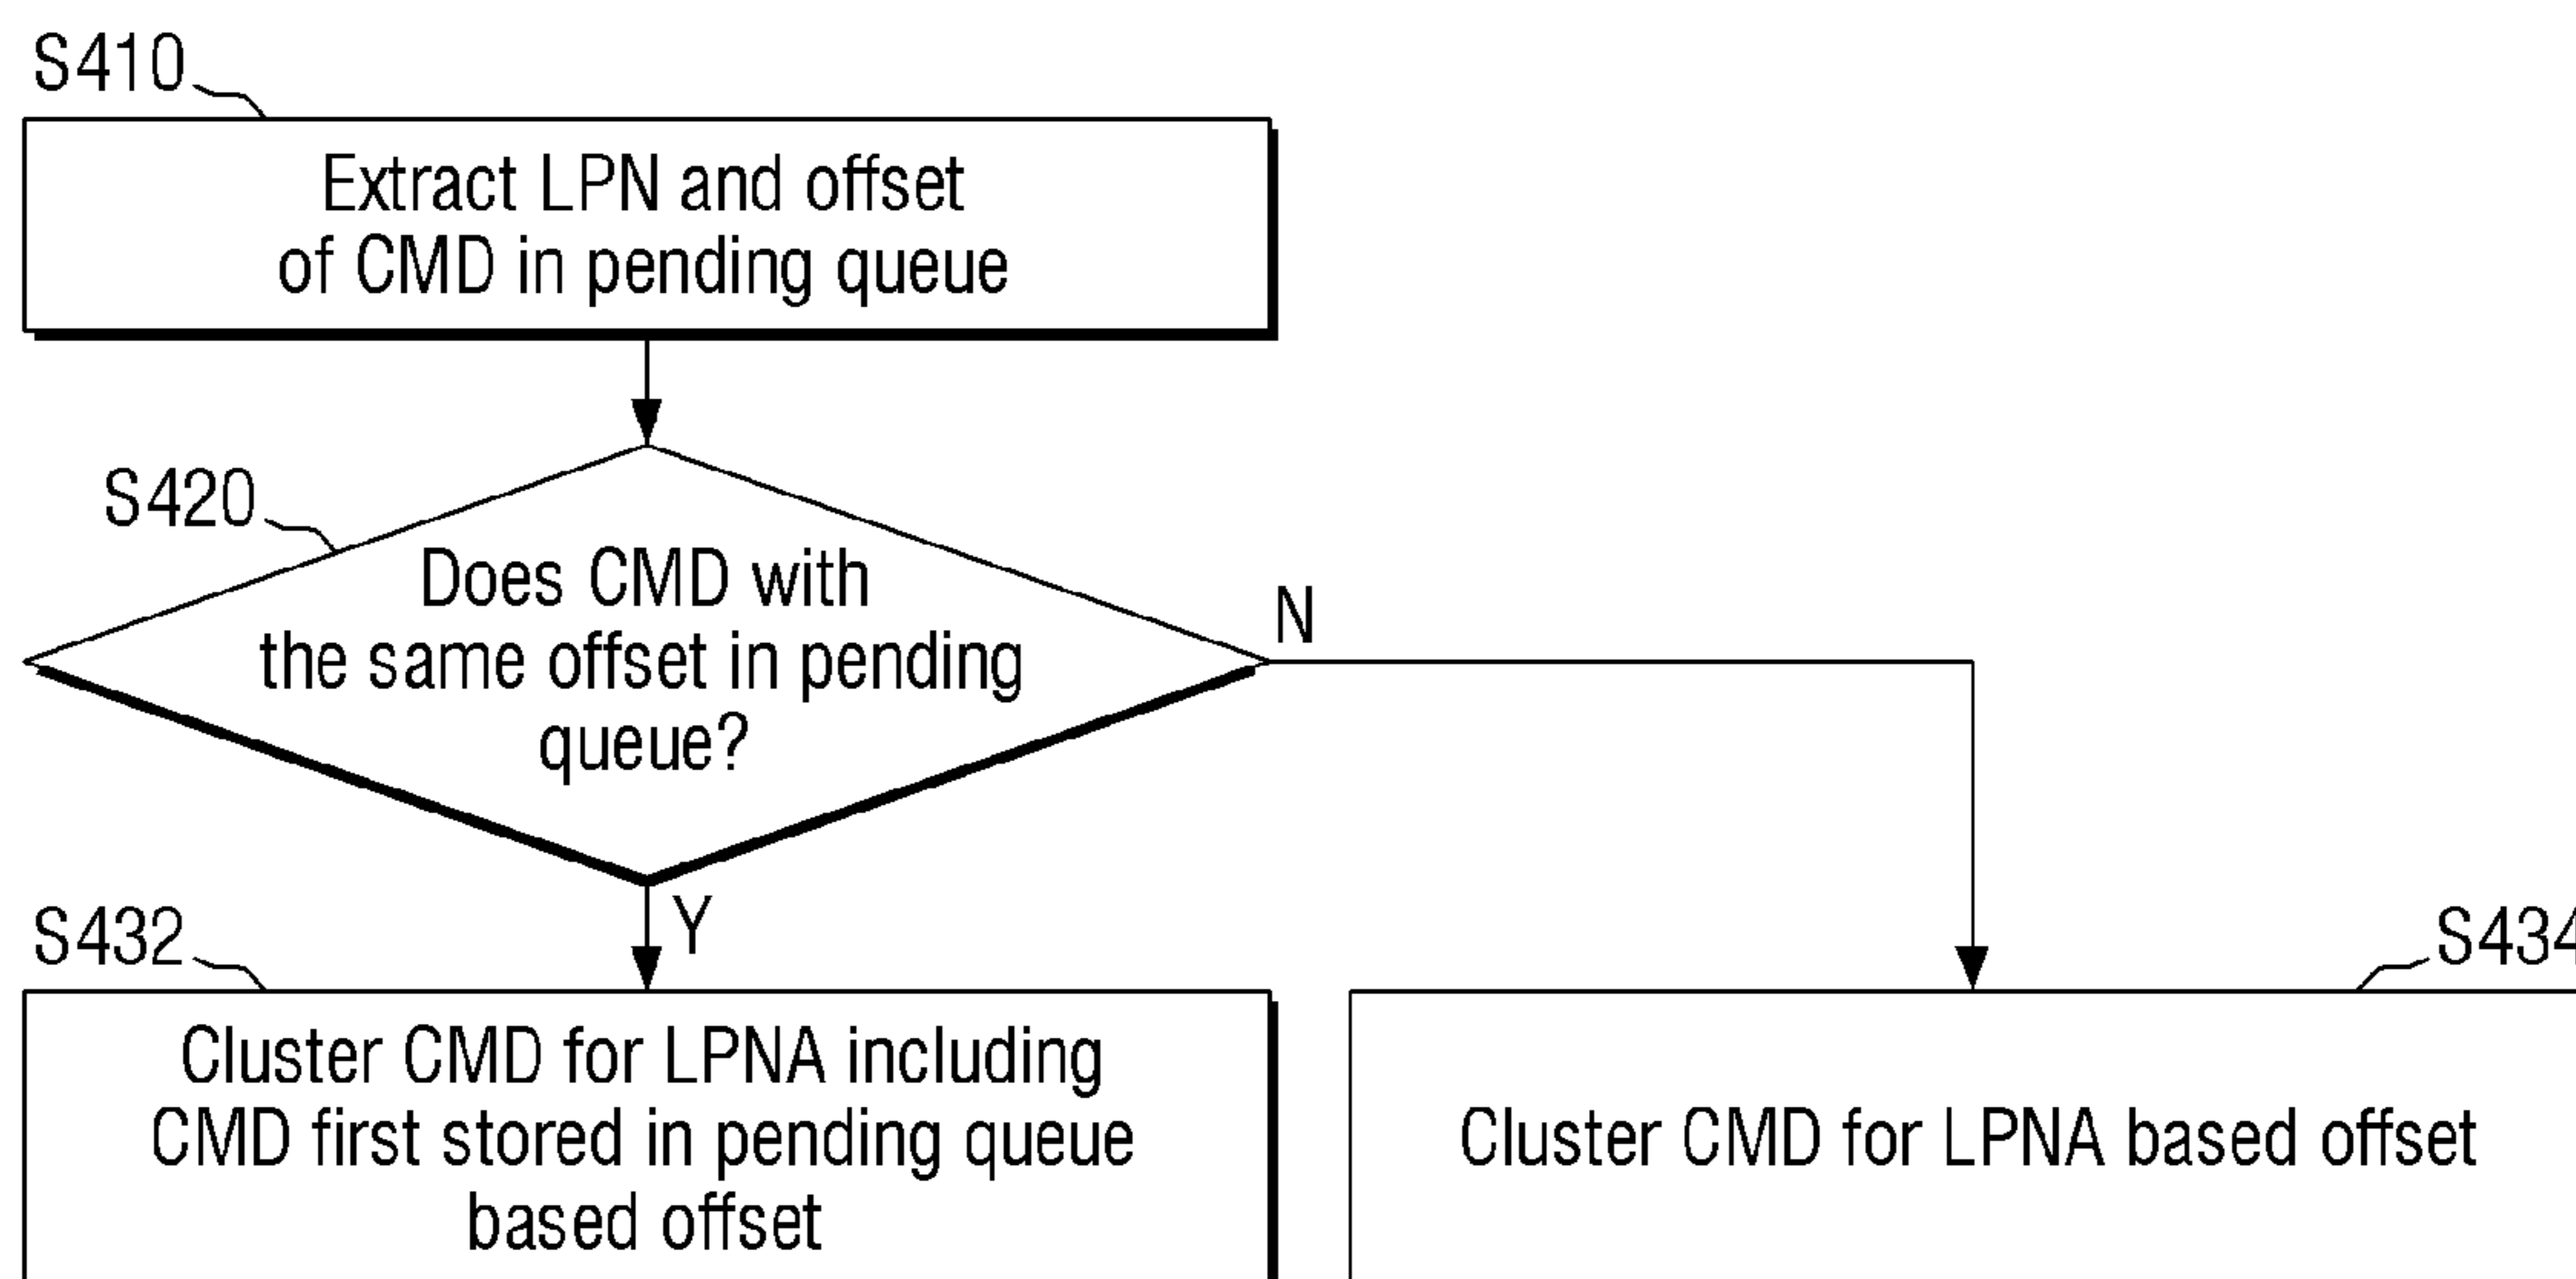 S410
Extract LPN and offset
of CMD in pending queue
S420
Does CMD with
the same offset in pending
queue?
N
Y
S432
S434
Cluster CMD for LPNA including
CMD first stored in pending queue
based offset
Cluster CMD for LPNA based offset